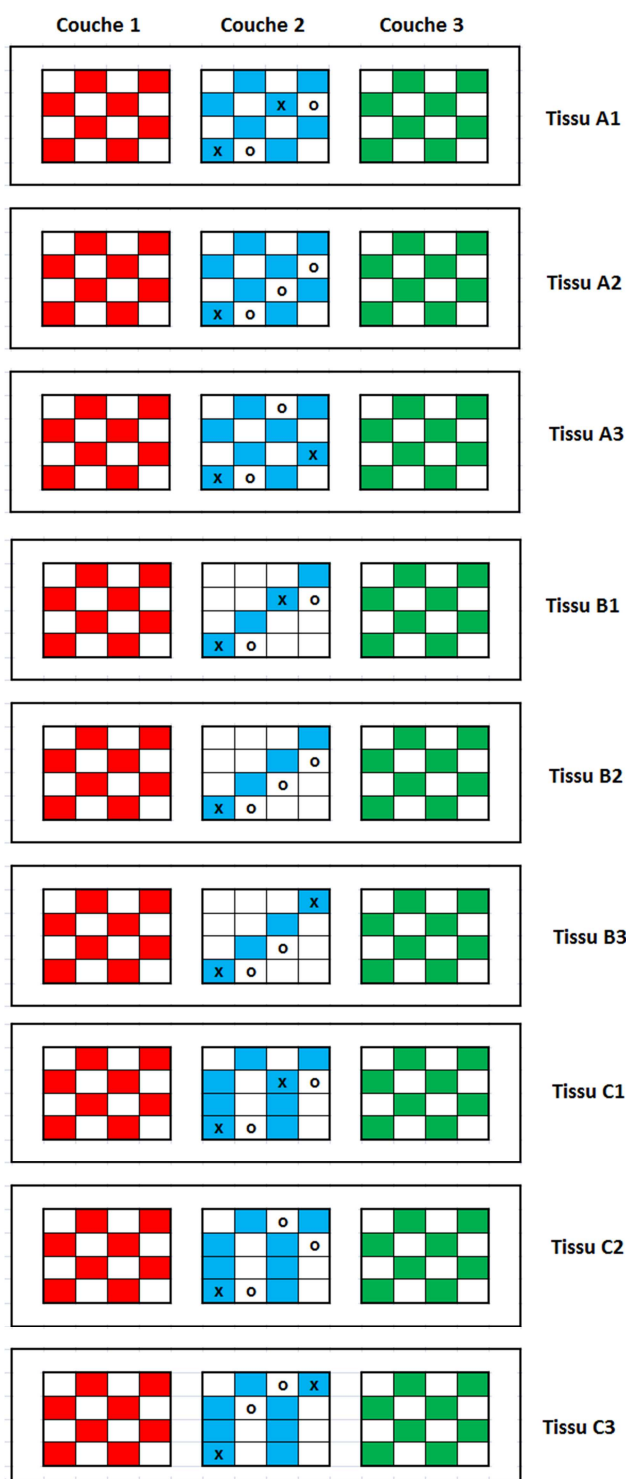 Couche 1 Couche 2 Couche 3
x o
Tissu A1
x o
o
Tissu A2
o
x o
o
Tissu A3
x
x o
x o
Tissu B1
x o
o
Tissu B2
o
x o
x
Tissu B3
o
x o
x o
Tissu C1
x o
o
o
Tissu C2
x o
o x
o
Tissu C3
x